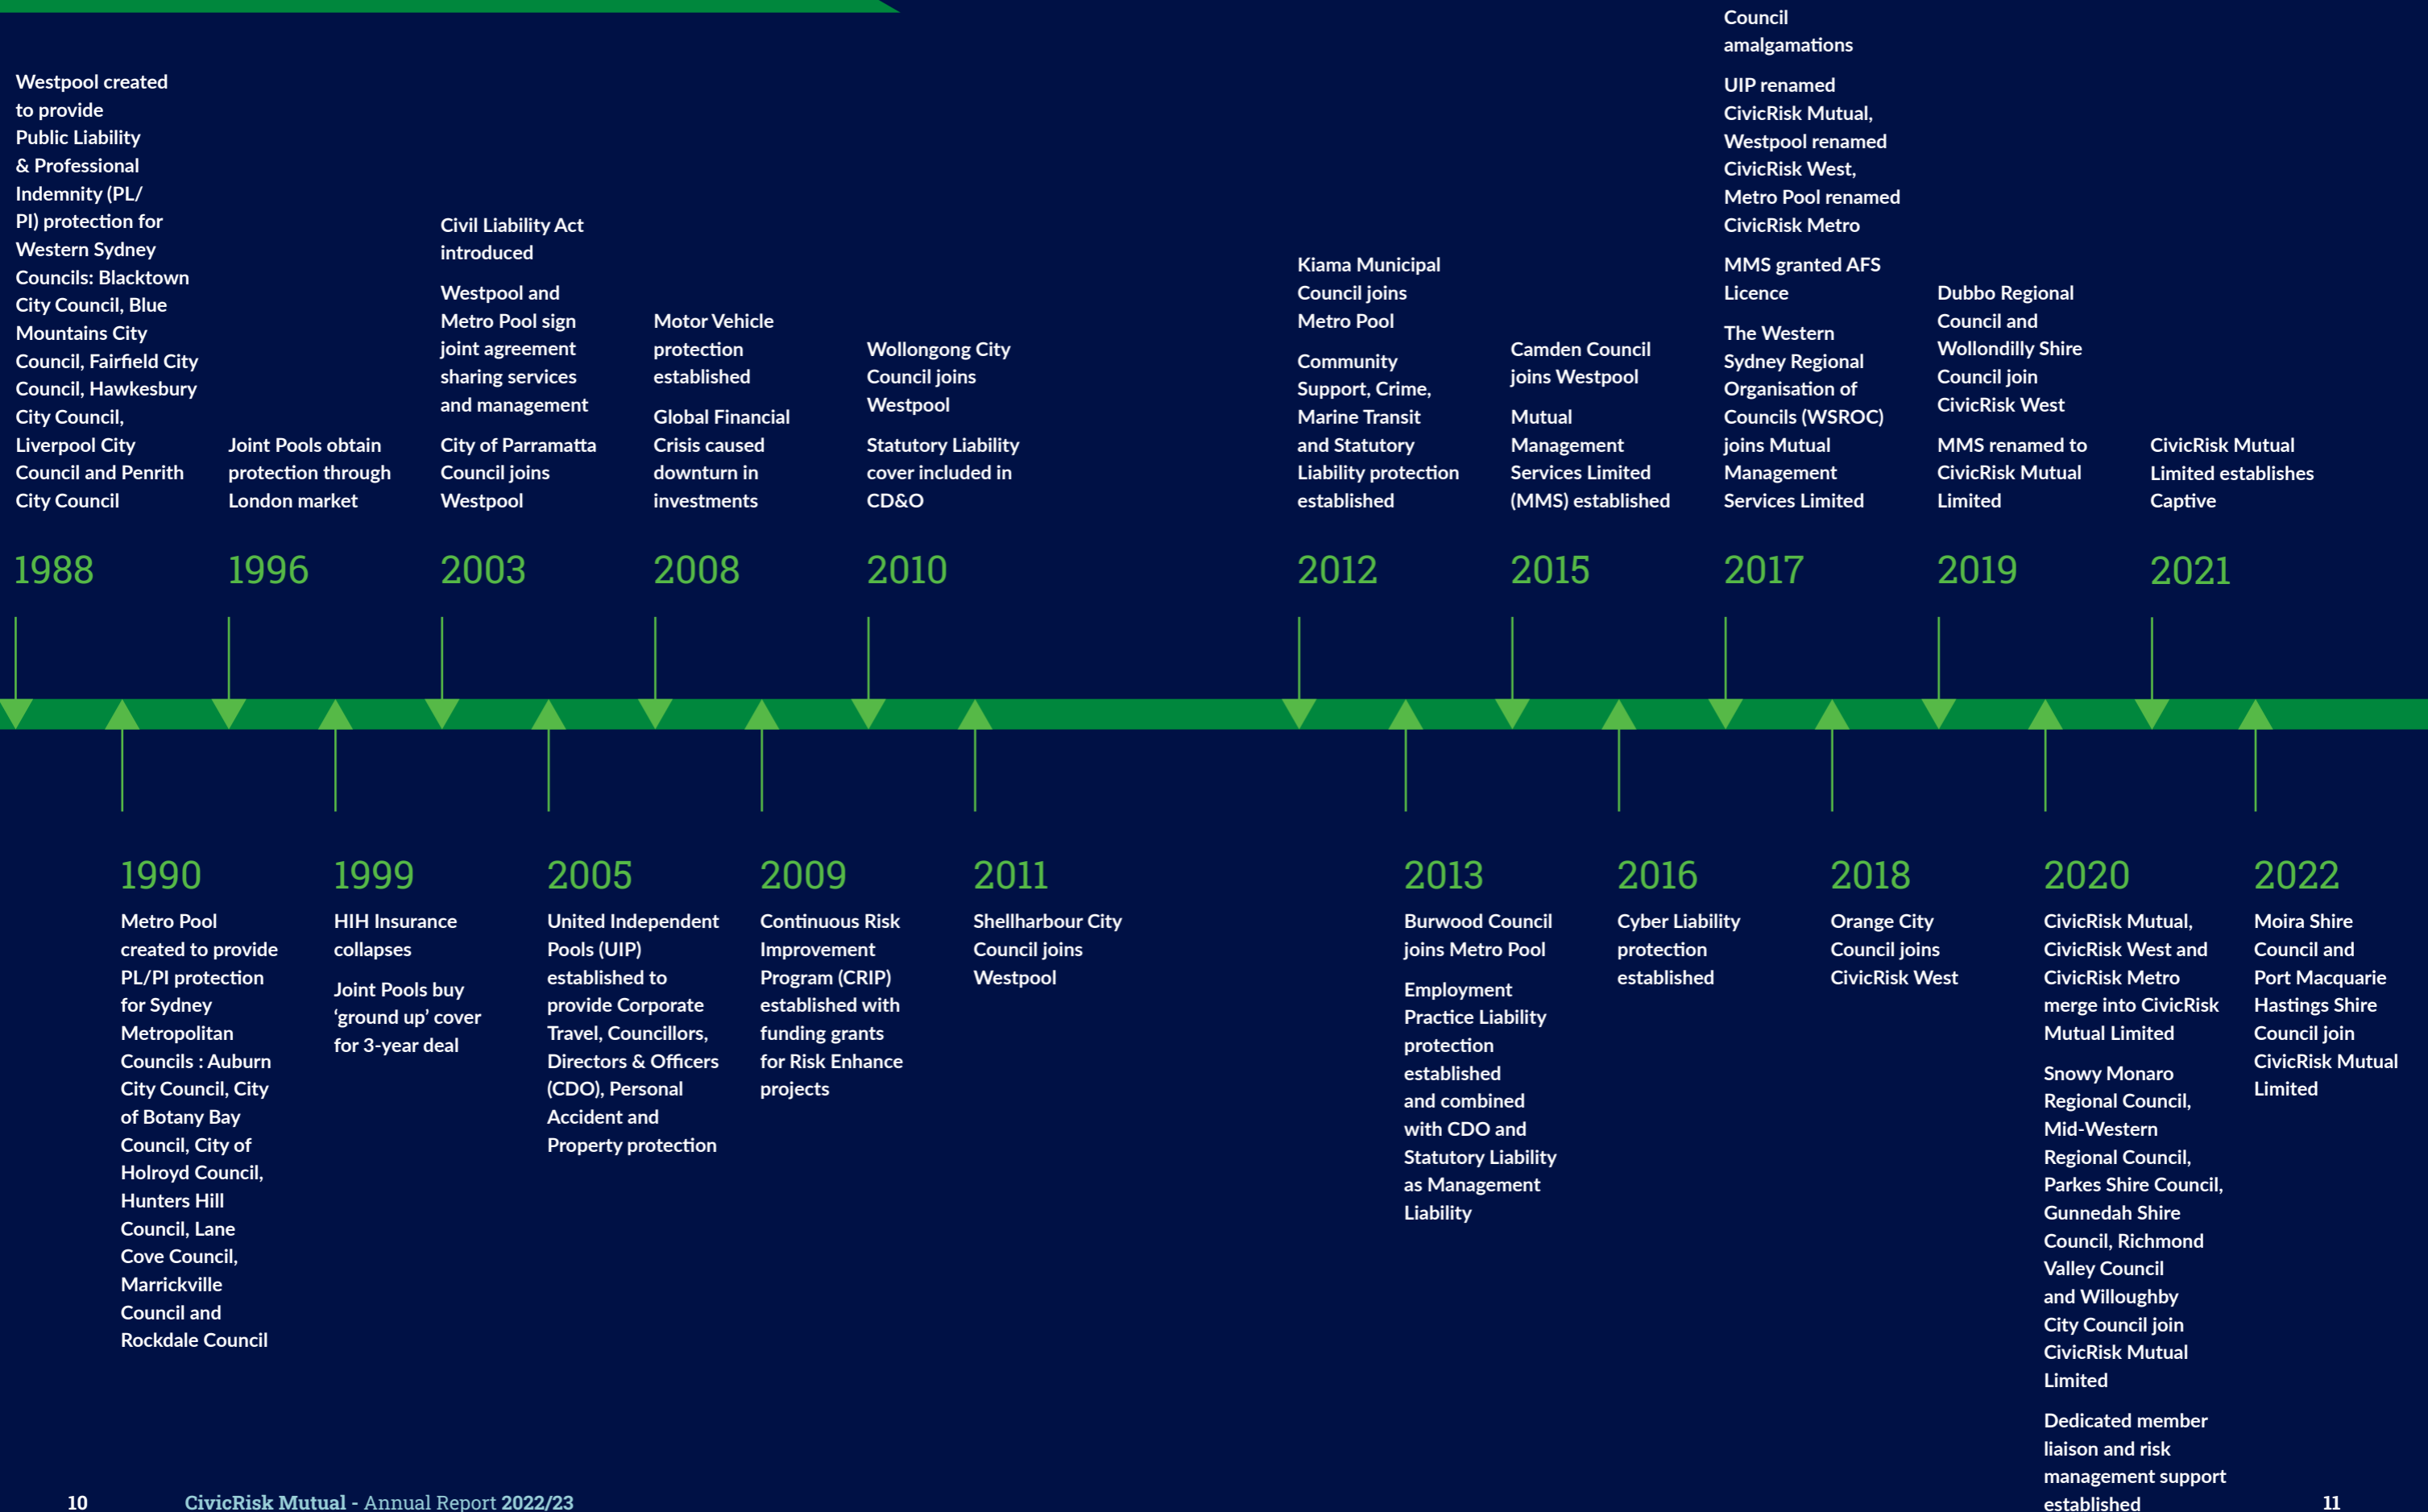 Westpool created
to provide
Public Liability
& Professional
Indemnity (PL/
PI) protection for
Western Sydney
Councils: Blacktown
City Council, Blue
Mountains City
Council, Fairfield City
Council, Hawkesbury
City Council,
Liverpool City
Council and Penrith
City Council
1988
Joint Pools obtain
protection through
London market
1996
Civil Liability Act
introduced
Westpool and
Metro Pool sign
joint agreement
sharing services
and management
City of Parramatta
Council joins
Westpool
2003
Motor Vehicle
protection
established
Global Financial
Crisis caused
downturn in
investments
2008
Wollongong City
Council joins
Westpool
Statutory Liability
cover included in
CD&O
2010
Kiama Municipal
Council joins
Metro Pool
Community
Support, Crime,
Marine Transit
and Statutory
Liability protection
established
2012
Camden Council
joins Westpool
Mutual
Management
Services Limited
(MMS) established
2015
Council
amalgamations
UIP renamed
CivicRisk Mutual,
Westpool renamed
CivicRisk West,
Metro Pool renamed
CivicRisk Metro
MMS granted AFS
Licence
The Western
Sydney Regional
Organisation of
Councils (WSROC)
joins Mutual
Management
Services Limited
2017
Dubbo Regional
Council and
Wollondilly Shire
Council join
CivicRisk West
MMS renamed to
CivicRisk Mutual
Limited
2019
CivicRisk Mutual
Limited establishes
Captive
2021
1990
Metro Pool
created to provide
PL/PI protection
for Sydney
Metropolitan
Councils : Auburn
City Council, City
of Botany Bay
Council, City of
Holroyd Council,
Hunters Hill
Council, Lane
Cove Council,
Marrickville
Council and
Rockdale Council
1999
HIH Insurance
collapses
Joint Pools buy
‘ground up’ cover
for 3-year deal
2005
United Independent
Pools (UIP)
established to
provide Corporate
Travel, Councillors,
Directors & Officers
(CDO), Personal
Accident and
Property protection
2009
Continuous Risk
Improvement
Program (CRIP)
established with
funding grants
for Risk Enhance
projects
2011
Shellharbour City
Council joins
Westpool
2013
Burwood Council
joins Metro Pool
Employment
Practice Liability
protection
established
and combined
with CDO and
Statutory Liability
as Management
Liability
2016
Cyber Liability
protection
established
2018
Orange City
Council joins
CivicRisk West
2020
CivicRisk Mutual,
CivicRisk West and
CivicRisk Metro
merge into CivicRisk
Mutual Limited
Snowy Monaro
Regional Council,
Mid-Western
Regional Council,
Parkes Shire Council,
Gunnedah Shire
Council, Richmond
Valley Council
and Willoughby
City Council join
CivicRisk Mutual
Limited
Dedicated member
liaison and risk
management support
established
2022
Moira Shire
Council and
Port Macquarie
Hastings Shire
Council join
CivicRisk Mutual
Limited
10 CivicRisk Mutual - Annual Report 2022/23
11